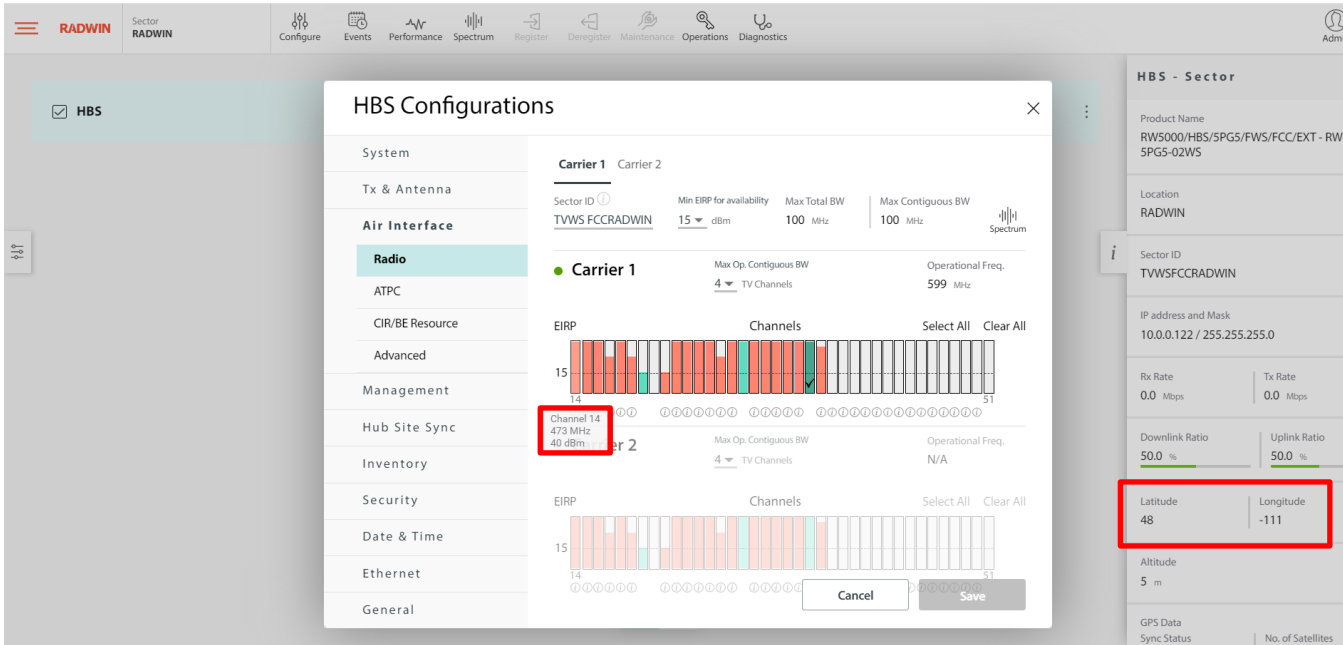 RADWIN
Sector
RADWIN
Configure
Events
Performance
Spectrum
Register
Deregister
Maintenance
Operations
Diagnostics
HBS
HBS Configurations
System
Tx & Antenna
Air Interface
Radio
ATPC
CIR/BE Resource
Advanced
Management
Hub Site Sync
Inventory
Security
Date & Time
Ethernet
General
Carrier 1 Carrier 2
Sector ID Min EIRP for availability Max Total BW Max Contiguous BW
TVWS FCCRADWIN 15 dBm 100 MHz 100 MHz
Spectrum
Carrier 1
Max Op. Contiguous BW Operational Freq.
4 TV Channels 599 MHz
EIRP Channels Select All Clear All
15
14 51
Channel 14
473 MHz
40 dBm
er 2
Max Op. Contiguous BW Operational Freq.
4 TV Channels N/A
EIRP Channels Select All Clear All
15
14 51
Cancel Save
HBS - Sector
Product Name
RW5000/HBS/5PG5/FWS/FCC/EXT - RW
5PG5-02WS
Location
RADWIN
Sector ID
TVWSFCCRADWIN
IP address and Mask
10.0.0.122 / 255.255.255.0
Rx Rate Tx Rate
0.0 Mbps 0.0 Mbps
Downlink Ratio Uplink Ratio
50.0 % 50.0 %
Latitude Longitude
48 -111
Altitude
5 m
GPS Data
Sync Status No. of Satellites